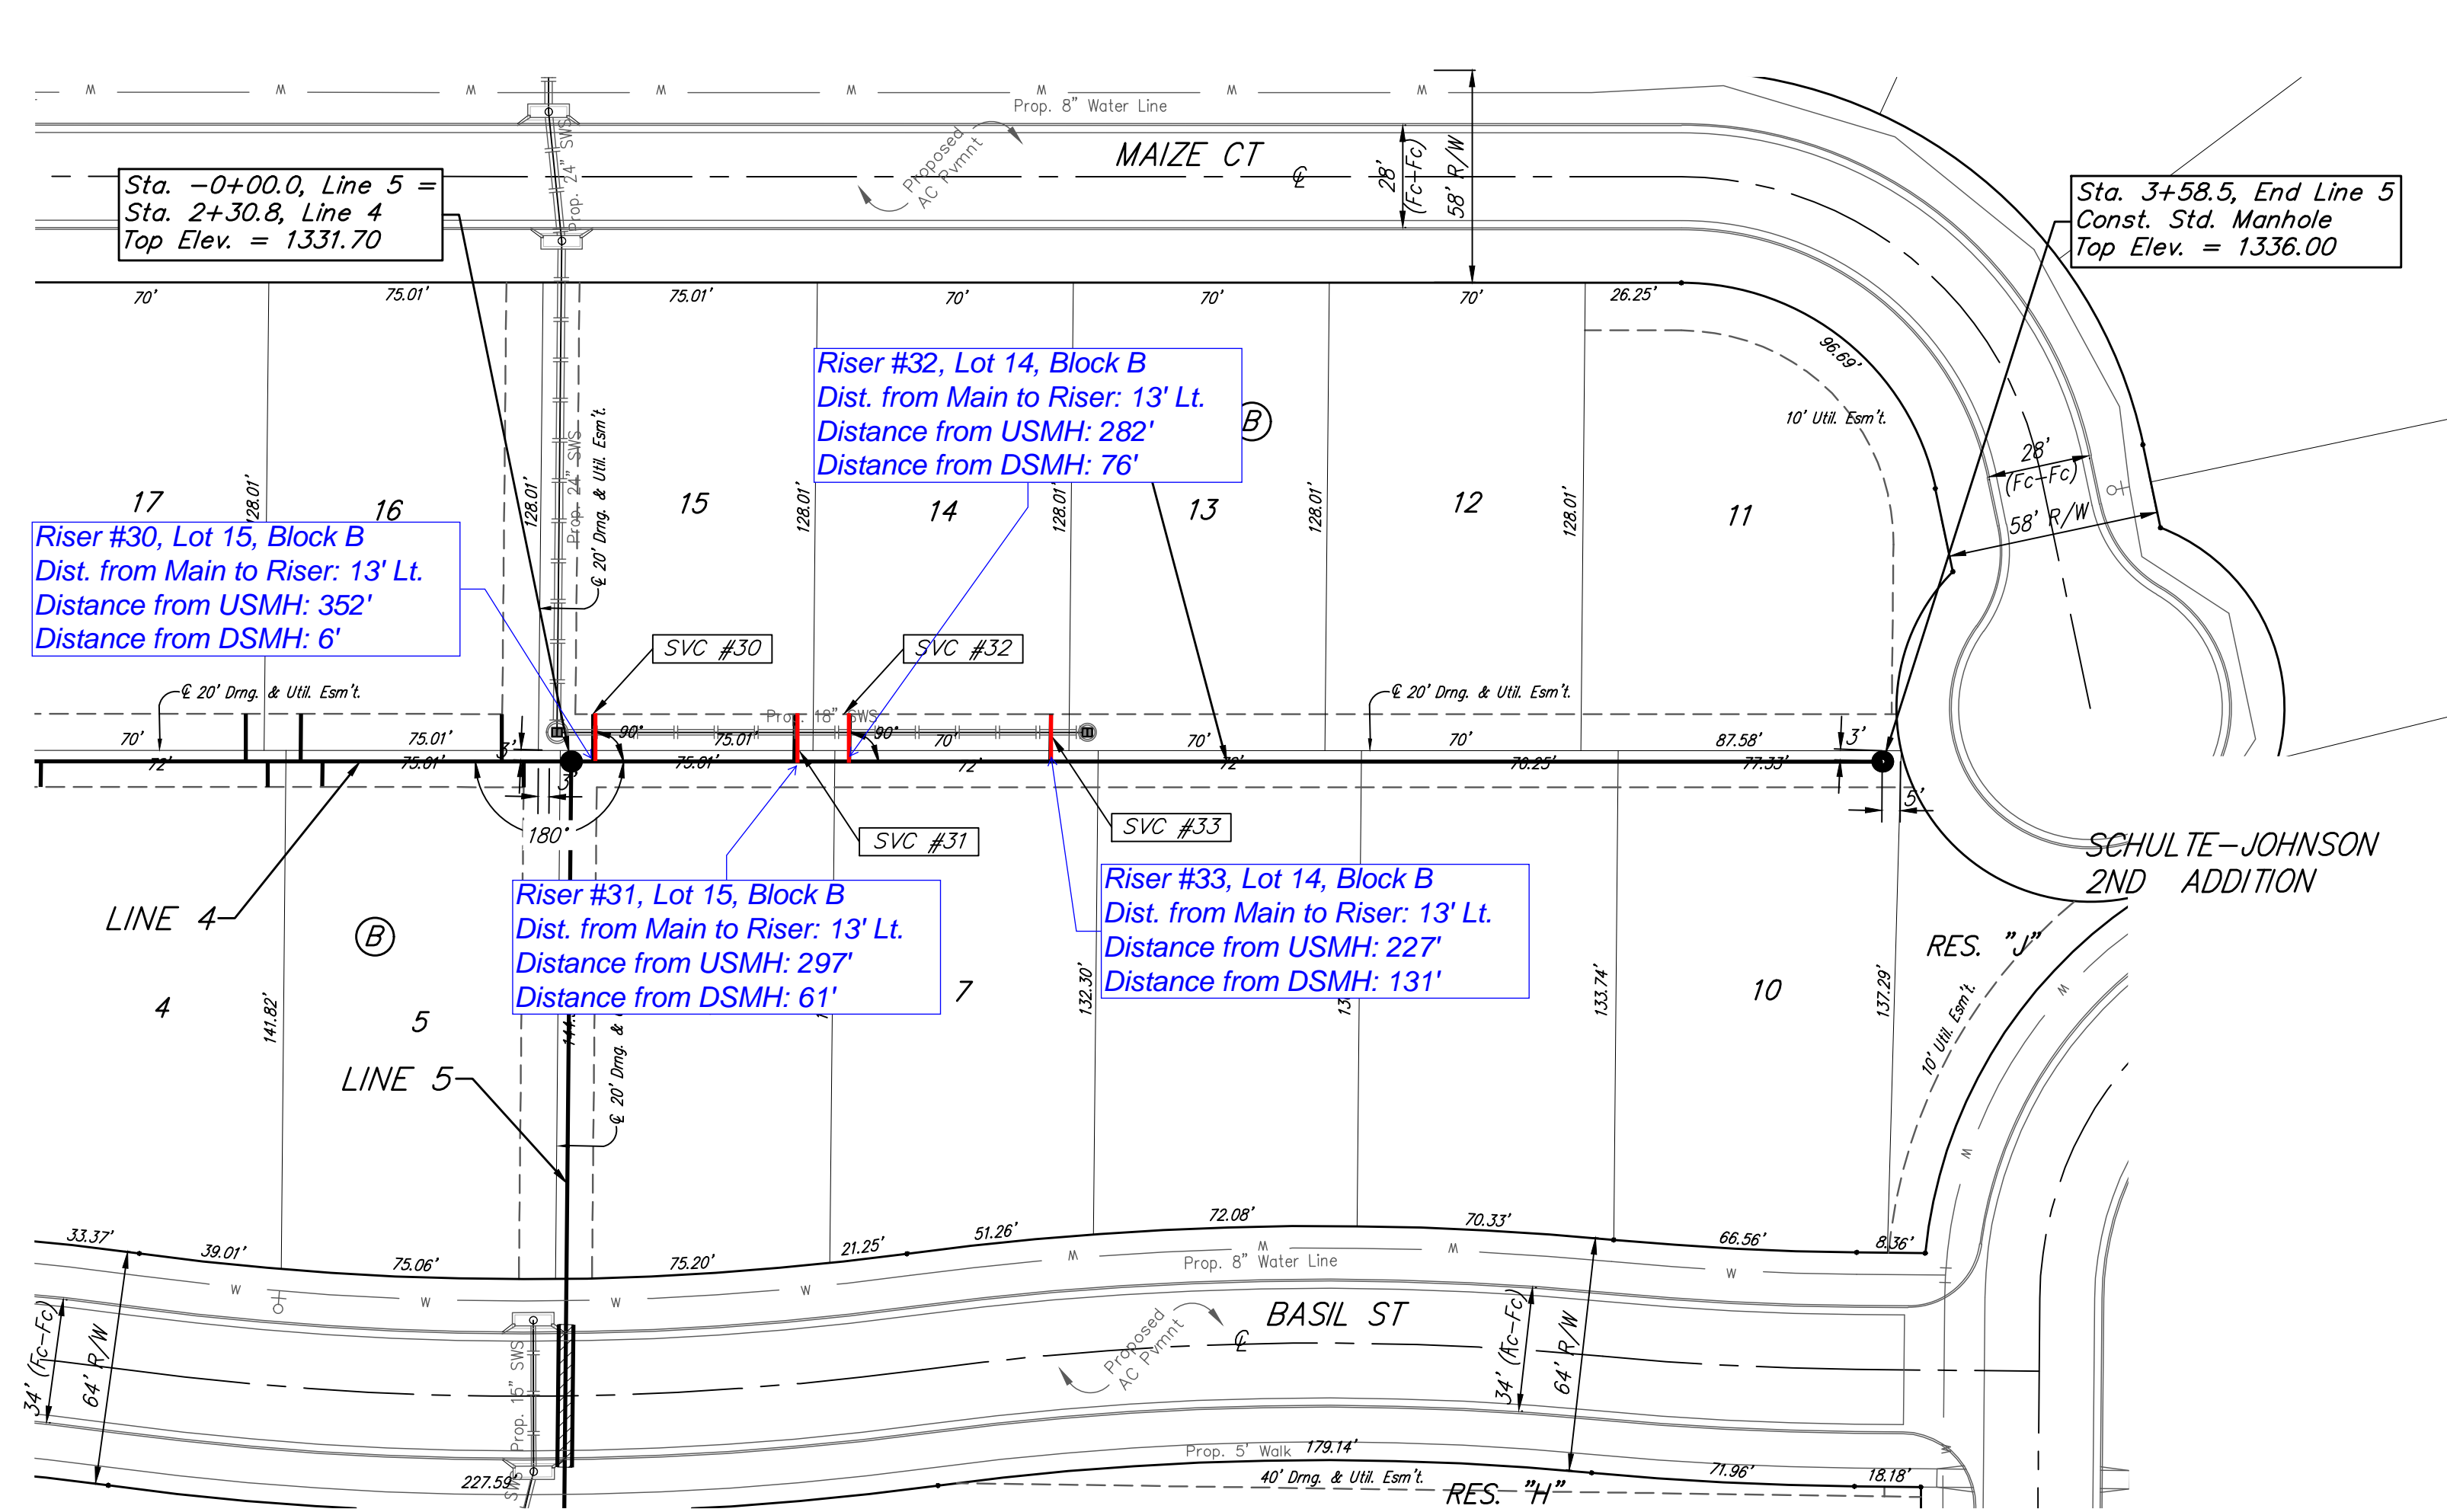 Prop. 8" Water Line
MAIZE CT
Proposed
AC Pvmnt
28'
(Fc-Fc)
58' R/W
Prop. 24" SWS
Sta. -0+00.0, Line 5 =
Sta. 2+30.8, Line 4
Top Elev. = 1331.70
Sta. 3+58.5, End Line 5
Const. Std. Manhole
Top Elev. = 1336.00
70'
75.01'
75.01'
70'
70'
70'
26.25'
96.69'
10' Util. Esm't.
28'
(Fc-Fc)
58' R/W
Riser #32, Lot 14, Block B
Dist. from Main to Riser: 13' Lt.
Distance from USMH: 282'
Distance from DSMH: 76'
B
17
128.01'
16
128.01'
Prop. 24" SWS
℄ 20' Drng. & Util. Esm't.
15
128.01'
14
128.01'
13
128.01'
12
128.01'
11
Riser #30, Lot 15, Block B
Dist. from Main to Riser: 13' Lt.
Distance from USMH: 352'
Distance from DSMH: 6'
SVC #30
SVC #32
℄ 20' Drng. & Util. Esm't.
℄ 20' Drng. & Util. Esm't.
Prop. 18" SWS
70'
75.01'
3'
90°
75.01'
90°
70'
70'
70'
87.58'
3'
72'
75.01'
75.01'
72'
72'
70.25'
77.33'
3'
5'
180°
SVC #31
SVC #33
SCHULTE-JOHNSON
2ND ADDITION
LINE 4
B
Riser #31, Lot 15, Block B
Dist. from Main to Riser: 13' Lt.
Distance from USMH: 297'
Distance from DSMH: 61'
Riser #33, Lot 14, Block B
Dist. from Main to Riser: 13' Lt.
Distance from USMH: 227'
Distance from DSMH: 131'
RES. "J"
4
141.82'
5
7
132.30'
133.74'
10
137.29'
10' Util. Esm't.
℄ 20' Drng. &
LINE 5
33.37'
39.01'
75.06'
75.20'
21.25'
51.26'
72.08'
70.33'
66.56'
8.36'
Prop. 8" Water Line
BASIL ST
Proposed
AC Pvmnt
34' (Fc-Fc)
64' R/W
Prop. 15" SWS
34' (Fc-Fc)
64' R/W
Prop. 5' Walk
179.14'
227.59'
SWS
40' Drng. & Util. Esm't.
71.96'
18.18'
RES. "H"